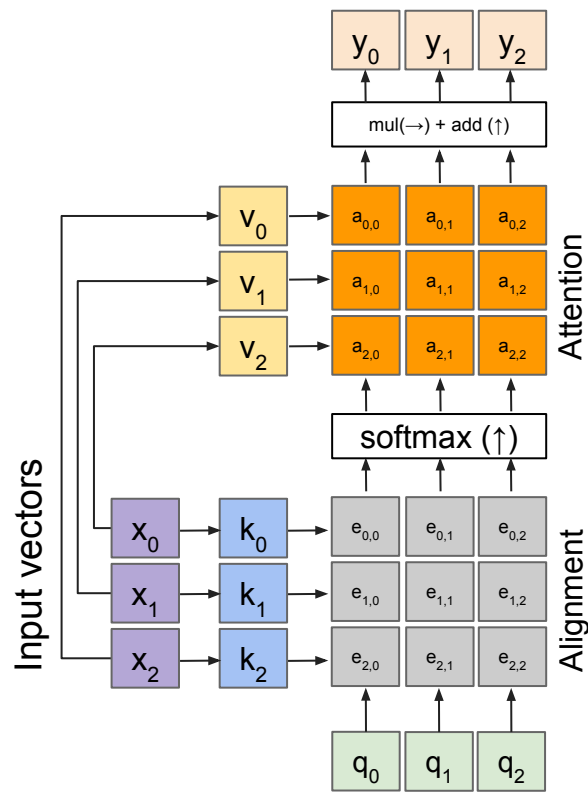 y0 y1 y2
mul(→) + add (↑)
v0 a0,0 a0,1 a0,2
v1 a1,0 a1,1 a1,2
v2 a2,0 a2,1 a2,2
Attention
softmax (↑)
Input vectors
x0 k0 e0,0 e0,1 e0,2
x1 k1 e1,0 e1,1 e1,2
x2 k2 e2,0 e2,1 e2,2
Alignment
q0 q1 q2